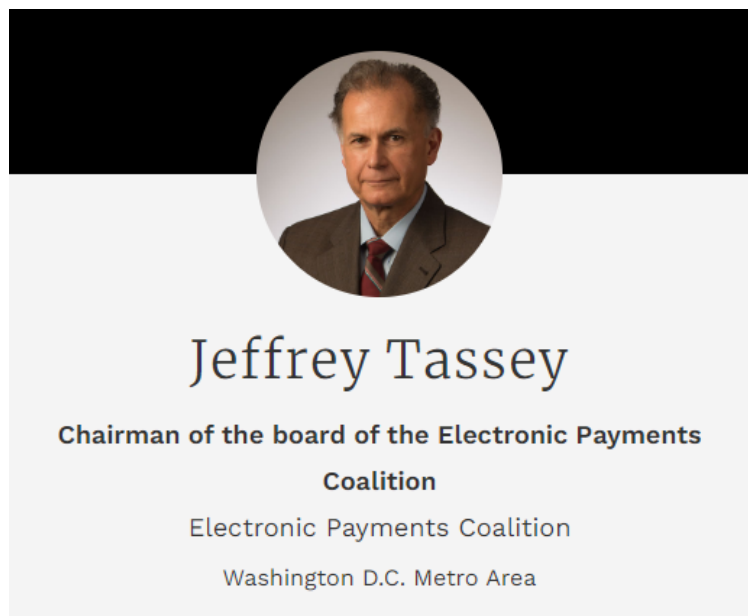 Jeffrey Tassey
Chairman of the board of the Electronic Payments
Coalition
Electronic Payments Coalition
Washington D.C. Metro Area